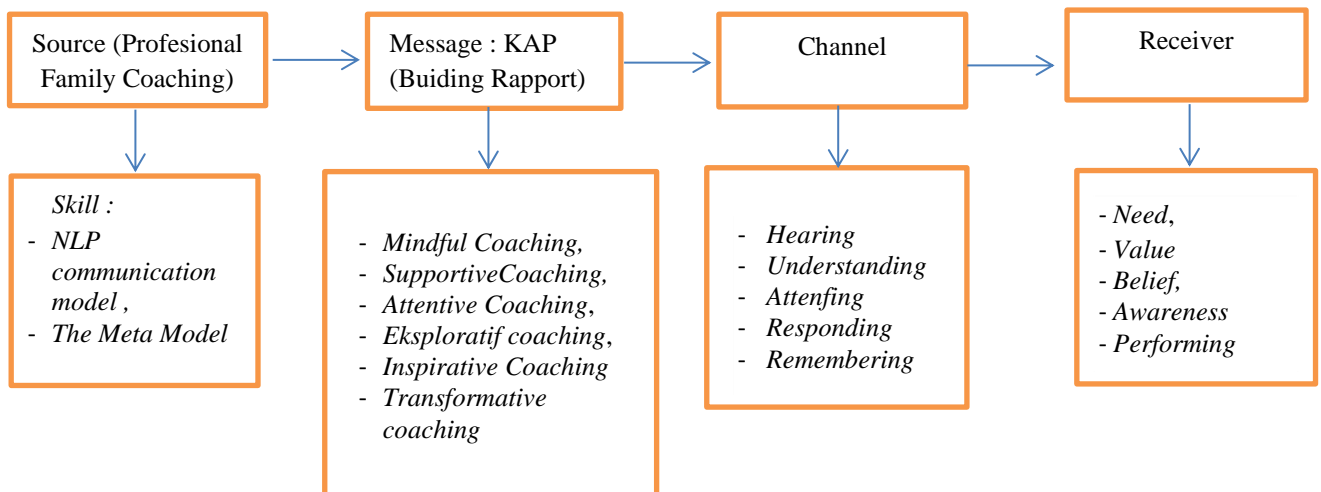 Source (Profesional
Family Coaching)
Message : KAP
(Buiding Rapport)
Channel
Receiver
Skill :
- NLP
communication
model ,
- The Meta Model
- Mindful Coaching,
- SupportiveCoaching,
- Attentive Coaching,
- Eksploratif coaching,
- Inspirative Coaching
- Transformative
coaching
- Hearing
- Understanding
- Attenfing
- Responding
- Remembering
- Need,
- Value
- Belief,
- Awareness
- Performing